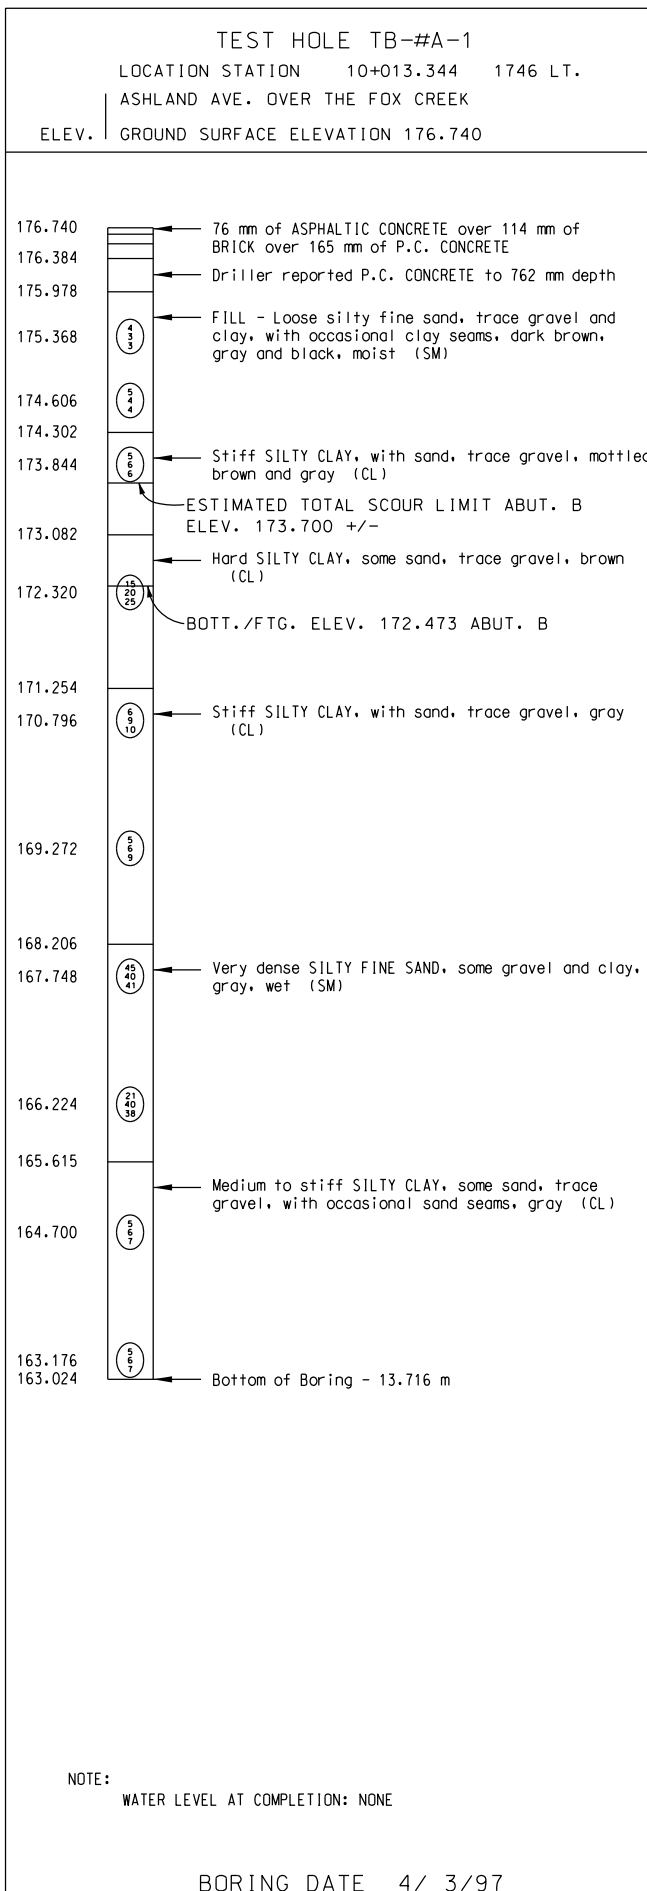 TEST HOLE TB-#A-1
LOCATION STATION 10+013.344 1746 LT.
ASHLAND AVE. OVER THE FOX CREEK
ELEV. GROUND SURFACE ELEVATION 176.740
176.740
76 mm of ASPHALTIC CONCRETE over 114 mm of
BRICK over 165 mm of P.C. CONCRETE
176.384
Driller reported P.C. CONCRETE to 762 mm depth
175.978
FILL - Loose silty fine sand, trace gravel and
clay, with occasional clay seams, dark brown,
gray and black, moist (SM)
175.368
4
3
3
174.606
5
4
4
174.302
Stiff SILTY CLAY, with sand, trace gravel, mottled
brown and gray (CL)
173.844
5
6
6
ESTIMATED TOTAL SCOUR LIMIT ABUT. B
ELEV. 173.700 +/-
173.082
Hard SILTY CLAY, some sand, trace gravel, brown
(CL)
172.320
15
20
25
BOTT./FTG. ELEV. 172.473 ABUT. B
171.254
Stiff SILTY CLAY, with sand, trace gravel, gray
(CL)
170.796
6
9
10
169.272
5
6
9
168.206
Very dense SILTY FINE SAND, some gravel and clay,
gray, wet (SM)
167.748
45
40
41
166.224
21
40
38
165.615
Medium to stiff SILTY CLAY, some sand, trace
gravel, with occasional sand seams, gray (CL)
164.700
5
6
7
163.176
5
6
7
163.024
Bottom of Boring - 13.716 m
NOTE:
WATER LEVEL AT COMPLETION: NONE
BORING DATE 4/ 3/97